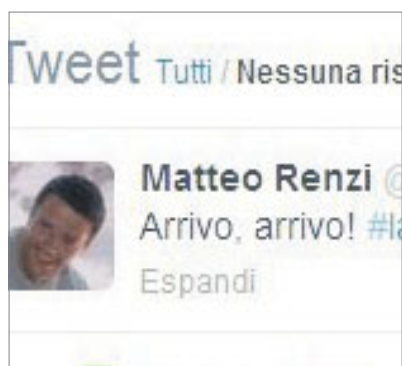 Tweet Tutti / Nessuna ris
Matteo Renzi @
Arrivo, arrivo! #la
Espandi